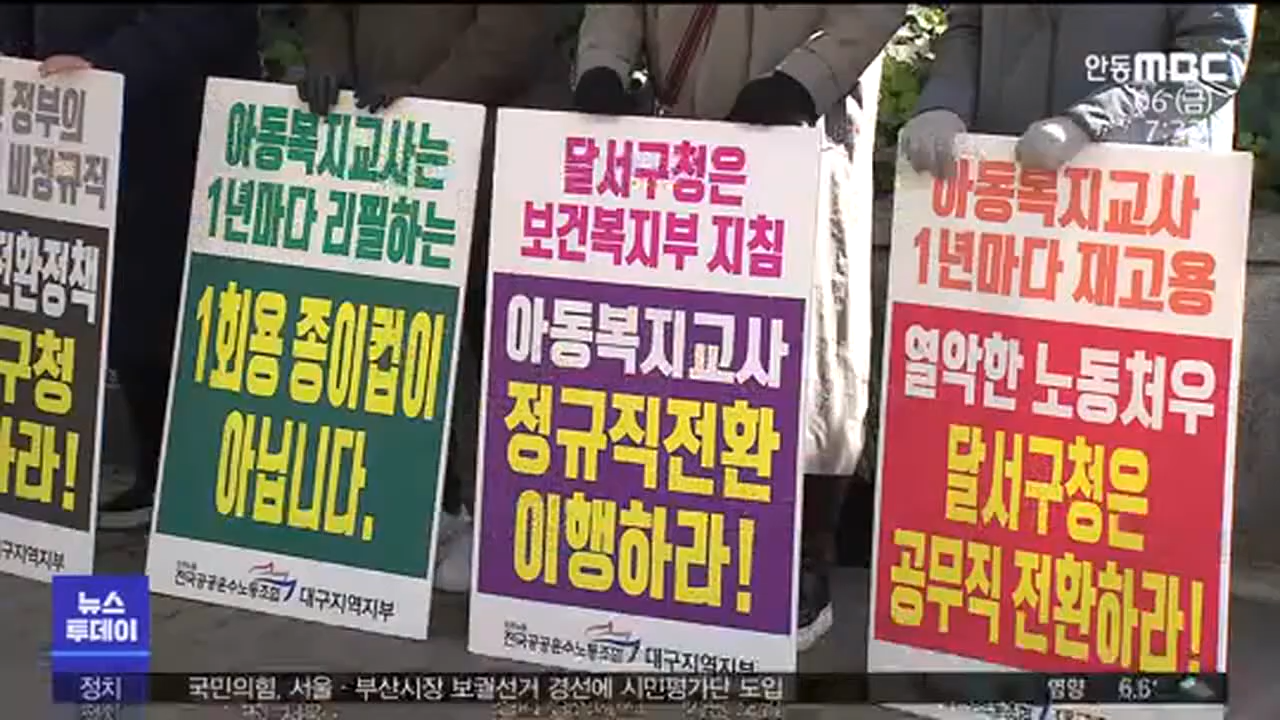 정부의
비정규직
전환정책
구청
하라!
구지역지부
아동복지교사는
1년마다 리필하는
1회용 종이컵이
아닙니다.
전국공공운수노동조합 대구지역지부
달서구청은
보건복지부 지침
아동복지교사
정규직전환
이행하라!
전국공공운수노동조합 대구지역지부
아동복지교사
1년마다 재고용
열악한 노동처우
달서구청은
공무직 전환하라!
안동MBC
06(금)
뉴스
투데이
정치 국민의힘, 서울·부산시장 보궐선거 경선에 시민평가단 도입
영양 6.6°